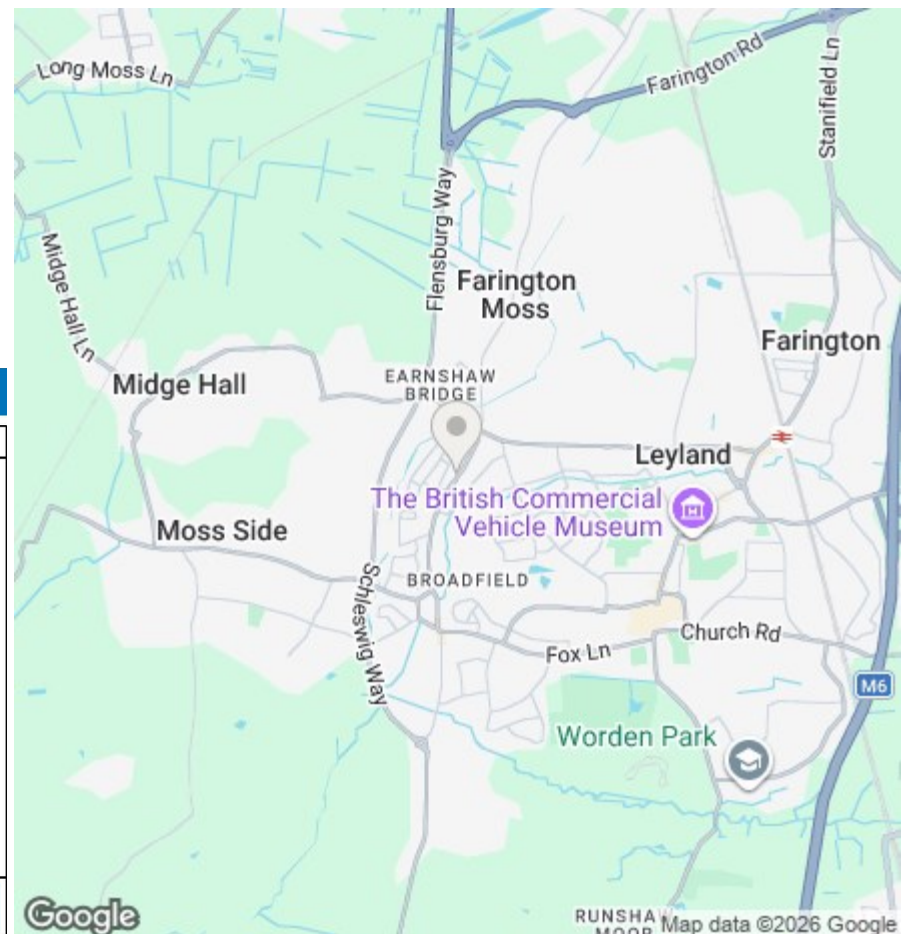 Long Moss Ln
Farington Rd
Stanifield Ln
Flensburg Way
Midge Hall Ln
Farington
Moss
Farington
Midge Hall
EARNSHAW
BRIDGE
Leyland
The British Commercial
Vehicle Museum
Moss Side
BROADFIELD
Schleswig Way
Church Rd
Fox Ln
M6
Worden Park
Google
RUNSHAW
MOOR
Map data ©2026 Google